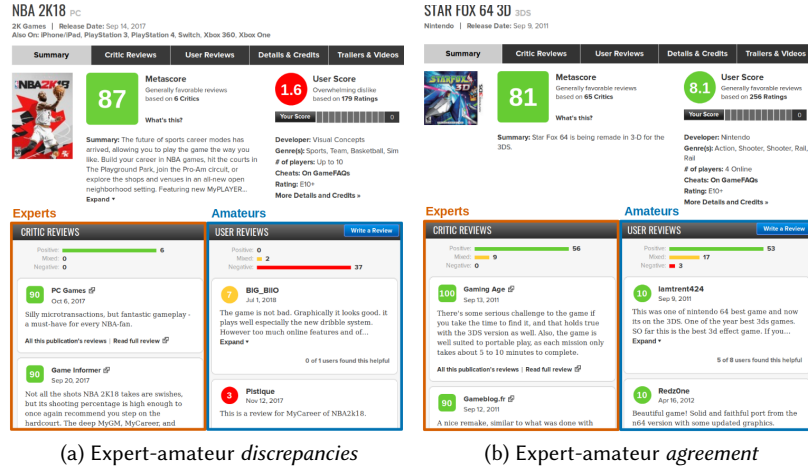 NBA 2K18 PC
2K Games | Release Date: Sep 14, 2017
Also On: iPhone/iPad, PlayStation 3, PlayStation 4, Switch, Xbox 360, Xbox One
Summary Critic Reviews User Reviews Details & Credits Trailers & Videos
NBA2K18
87
Metascore
Generally favorable reviews
based on 6 Critics
What's this?
1.6
User Score
Overwhelming dislike
based on 179 Ratings
Your Score 0
Summary: The future of sports career modes has
arrived, allowing you to play the game the way you
like. Build your career in NBA games, hit the courts in
The Playground Park, join the Pro-Am circuit, or
explore the shops and venues in an all-new open
neighborhood setting. Featuring new MyPLAYER...
Expand
Developer: Visual Concepts
Genre(s): Sports, Team, Basketball, Sim
# of players: Up to 10
Cheats: On GameFAQs
Rating: E10+
More Details and Credits »
Experts
CRITIC REVIEWS
Positive: 6
Mixed: 0
Negative: 0
90
PC Games
Oct 6, 2017
Silly microtransactions, but fantastic gameplay -
a must-have for every NBA-fan.
All this publication's reviews | Read full review
90
Game Informer
Sep 20, 2017
Not all the shots NBA 2K18 takes are swishes,
but its shooting percentage is high enough to
once again recommend you step on the
hardcourt. The deep MyGM, MyCareer, and
Amateurs
USER REVIEWS Write a Review
Positive: 0
Mixed: 2
Negative: 37
7
BIG_BIlO
Jul 1, 2018
The game is not bad. Graphically it looks good. it
plays well especially the new dribble system.
However too much online features and of...
Expand
0 of 1 users found this helpful
3
Pistique
Nov 12, 2017
This is a review for MyCareer of NBA2k18.
(a) Expert-amateur discrepancies
STAR FOX 64 3D 3DS
Nintendo | Release Date: Sep 9, 2011
Summary Critic Reviews User Reviews Details & Credits Trailers & Videos
STARFOX 64
3D
81
Metascore
Generally favorable reviews
based on 65 Critics
What's this?
8.1
User Score
Generally favorable reviews
based on 256 Ratings
Your Score 0
Summary: Star Fox 64 is being remade in 3-D for the
3DS.
Developer: Nintendo
Genre(s): Action, Shooter, Shooter, Rail,
Rail
# of players: 4 Online
Cheats: On GameFAQs
Rating: E10+
More Details and Credits »
Experts
CRITIC REVIEWS
Positive: 56
Mixed: 9
Negative: 0
100
Gaming Age
Sep 13, 2011
There's some serious challenge to the game if
you take the time to find it, and that holds true
with the 3DS version as well. Also, the game is
well suited to portable play, as each mission only
takes about 5 to 10 minutes to complete.
All this publication's reviews | Read full review
90
Gameblog.fr
Sep 12, 2011
A nice remake, similar to what was done with
Amateurs
USER REVIEWS Write a Review
Positive: 53
Mixed: 17
Negative: 3
10
lamtrent424
Sep 9, 2011
This was one of nintendo 64 best game and now
its on the 3DS. One of the year best 3ds games.
SO far this is the best 3d effect game. If you...
Expand
5 of 8 users found this helpful
10
Redz0ne
Apr 16, 2012
Beautiful game! Solid and faithful port from the
n64 version with some updated graphics.
(b) Expert-amateur agreement